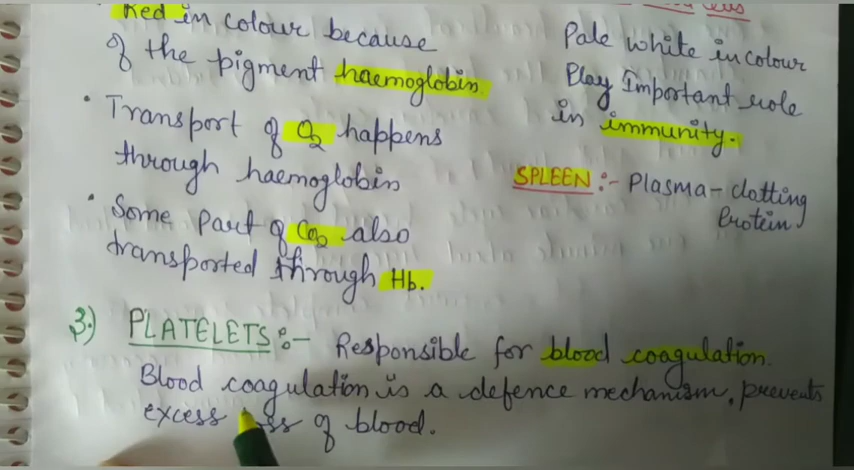 Red in colour because
of the pigment haemoglobin.
• Transport of O2 happens
through haemoglobin
• Some Part of CO2 also
transported through Hb.
Pale white in colour
Play Important role
in immunity.
SPLEEN :- Plasma - clotting
Protein
3.) PLATELETS :- Responsible for blood coagulation.
Blood coagulation is a defence mechanism, prevents
excess of blood.